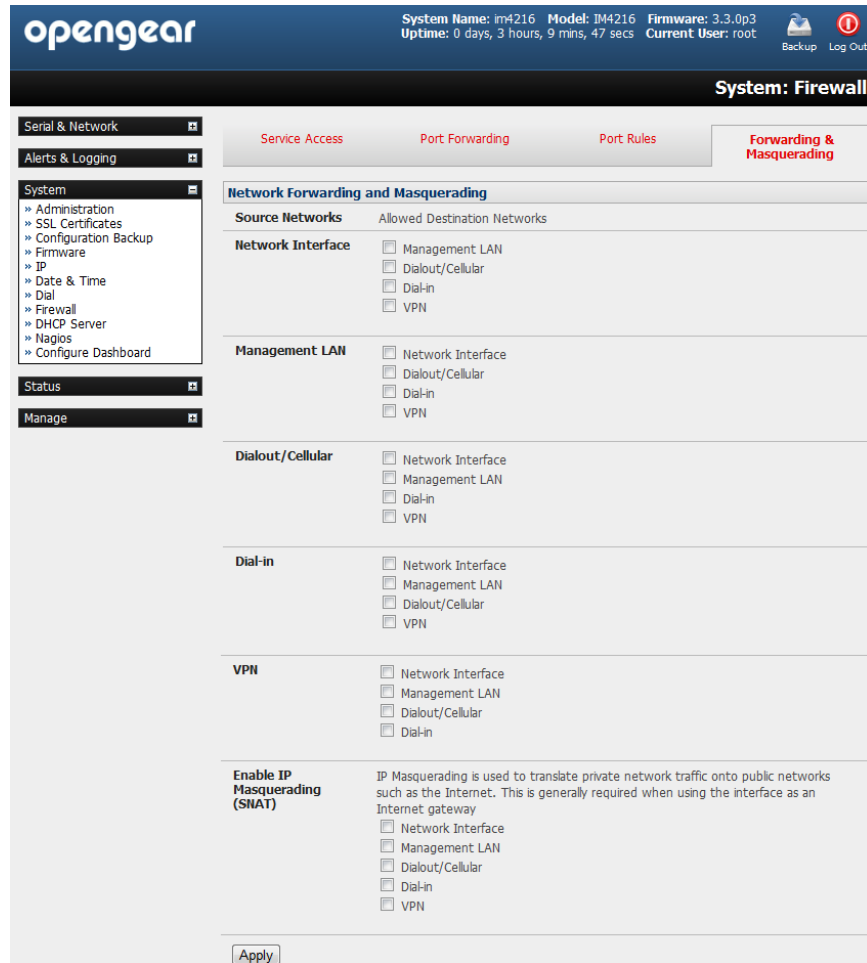 opengear
System Name: im4216 Model: IM4216 Firmware: 3.3.0p3
Uptime: 0 days, 3 hours, 9 mins, 47 secs Current User: root
Backup Log Out
System: Firewall
Serial & Network
Alerts & Logging
System
» Administration
» SSL Certificates
» Configuration Backup
» Firmware
» IP
» Date & Time
» Dial
» Firewall
» DHCP Server
» Nagios
» Configure Dashboard
Status
Manage
Service Access
Port Forwarding
Port Rules
Forwarding &
Masquerading
Network Forwarding and Masquerading
Source Networks Allowed Destination Networks
Network Interface
Management LAN
Dialout/Cellular
Dial-in
VPN
Management LAN
Network Interface
Dialout/Cellular
Dial-in
VPN
Dialout/Cellular
Network Interface
Management LAN
Dial-in
VPN
Dial-in
Network Interface
Management LAN
Dialout/Cellular
VPN
VPN
Network Interface
Management LAN
Dialout/Cellular
Dial-in
Enable IP
Masquerading
(SNAT)
IP Masquerading is used to translate private network traffic onto public networks
such as the Internet. This is generally required when using the interface as an
Internet gateway
Network Interface
Management LAN
Dialout/Cellular
Dial-in
VPN
Apply